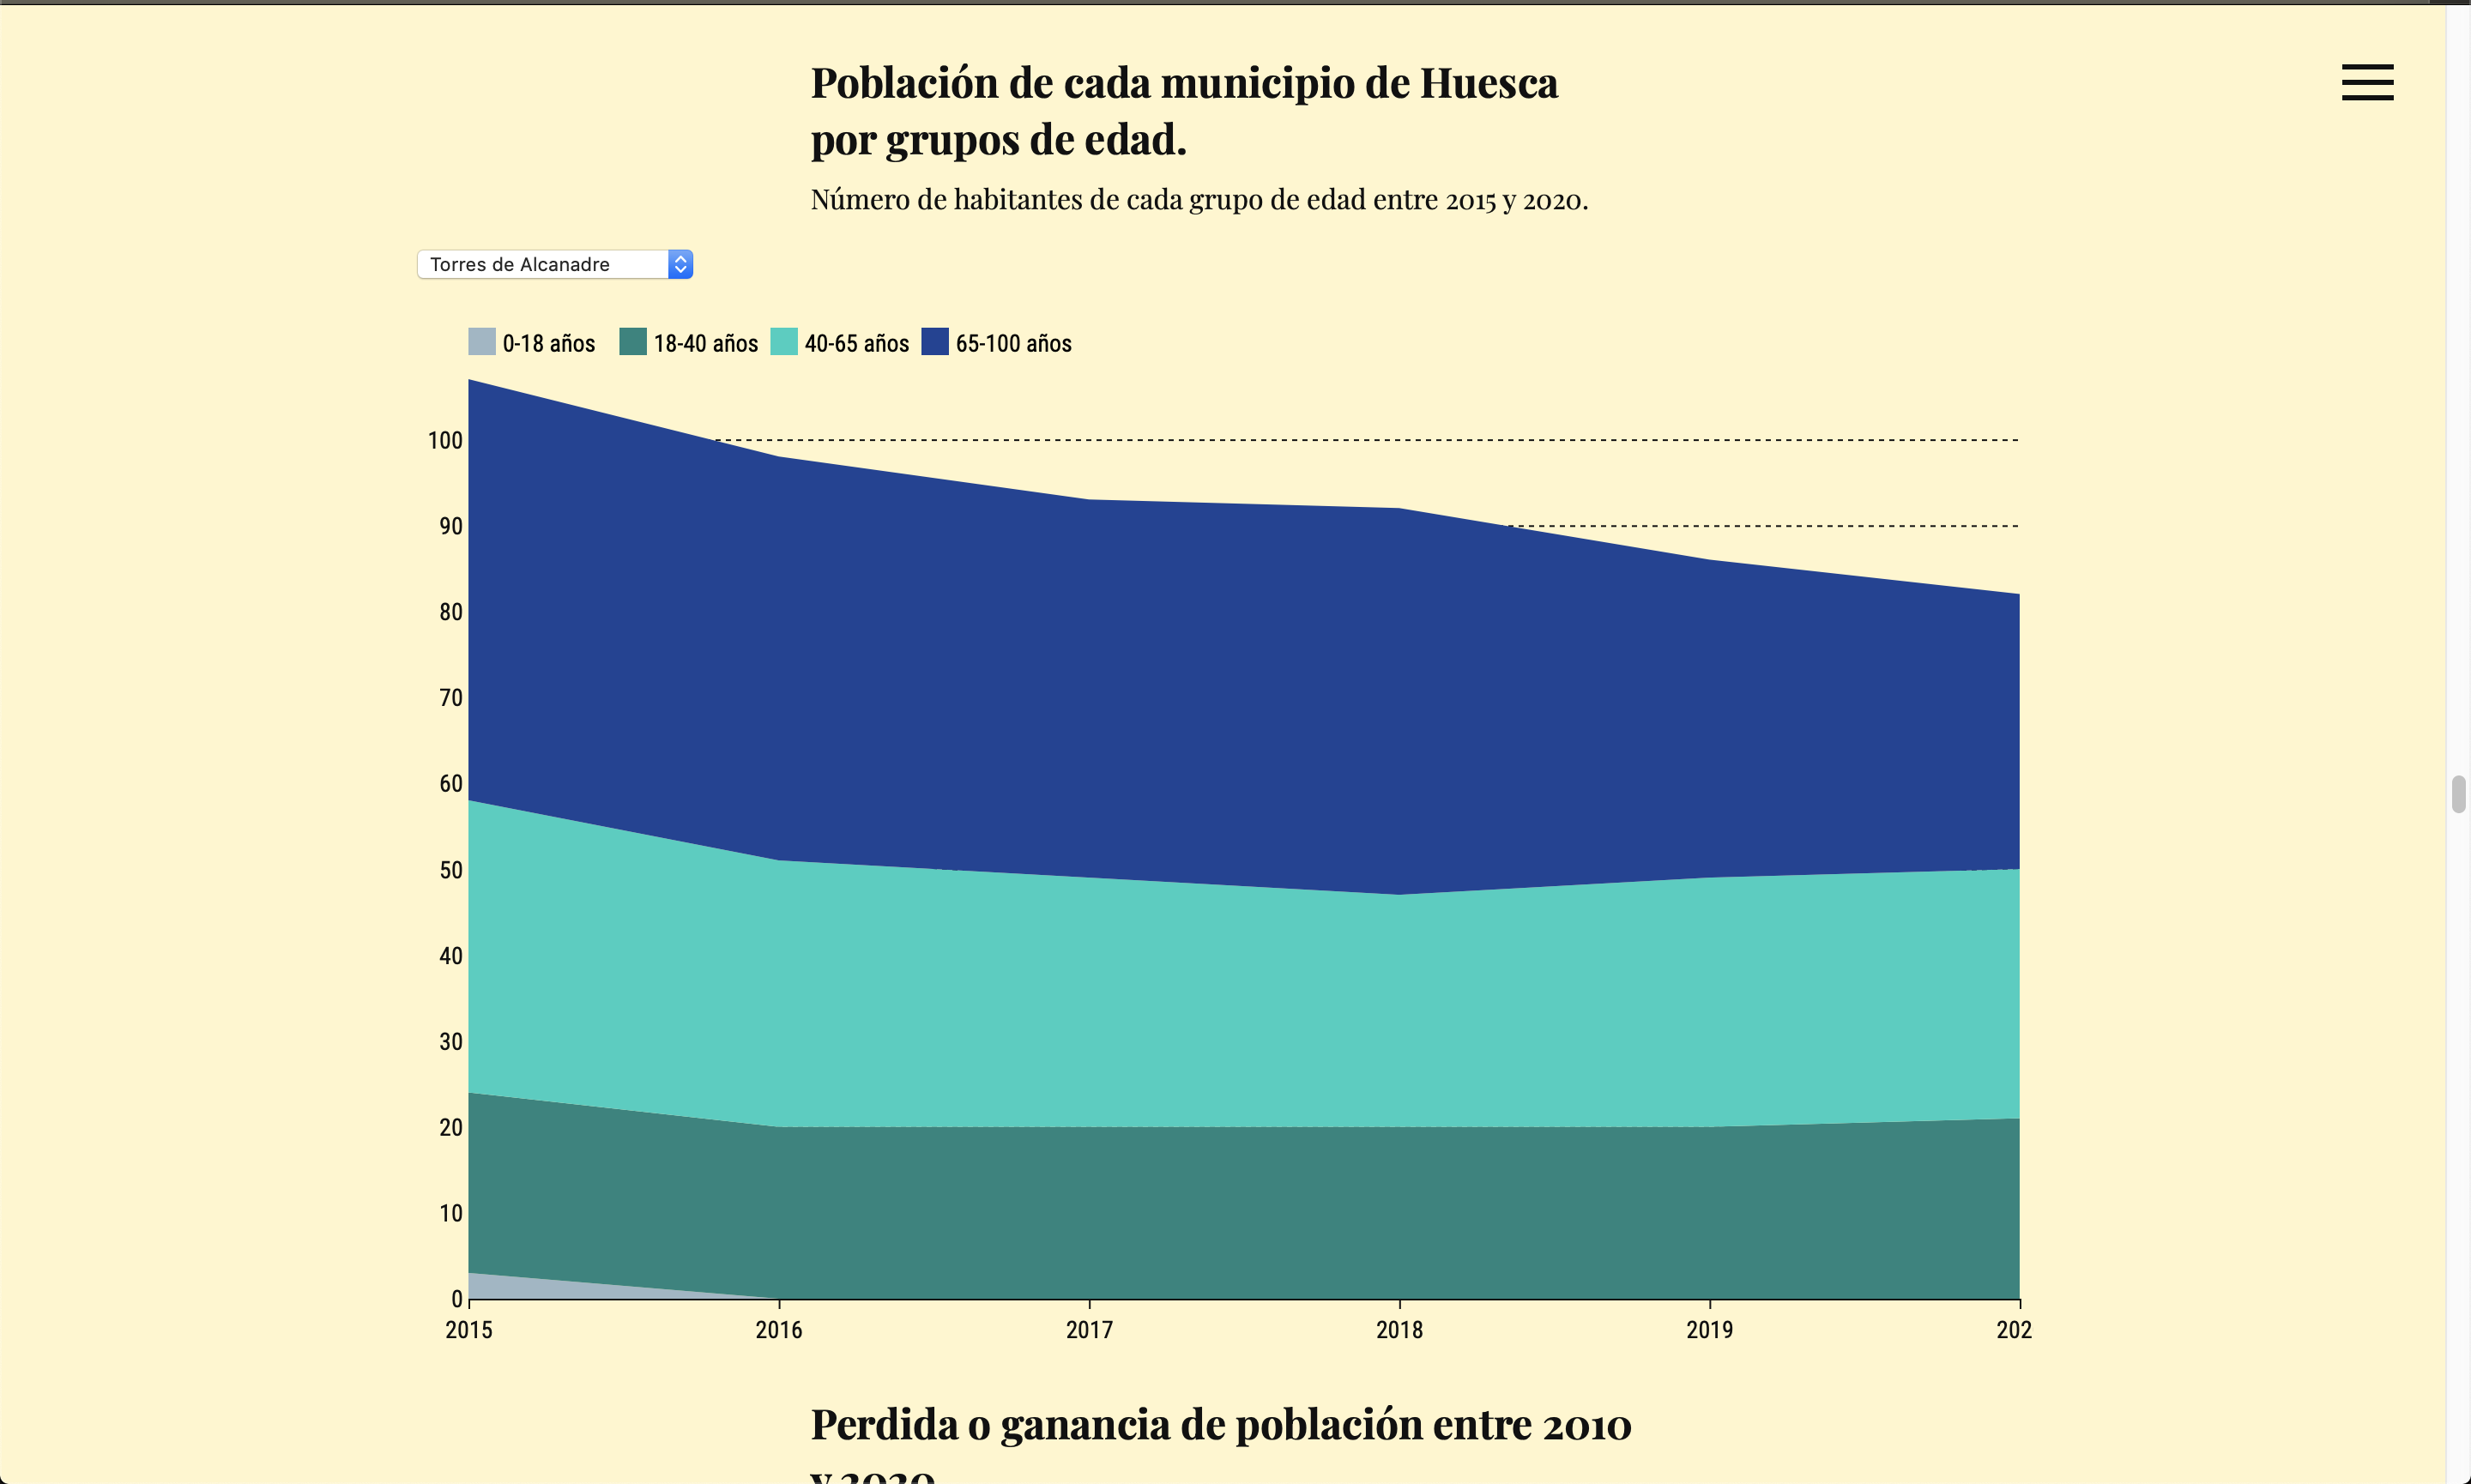 Población de cada municipio de Huesca
por grupos de edad.
Número de habitantes de cada grupo de edad entre 2015 y 2020.
Torres de Alcanadre
0-18 años 18-40 años 40-65 años 65-100 años
100
90
80
70
60
50
40
30
20
10
0
2015 2016 2017 2018 2019 202
Perdida o ganancia de población entre 2010
y 2020